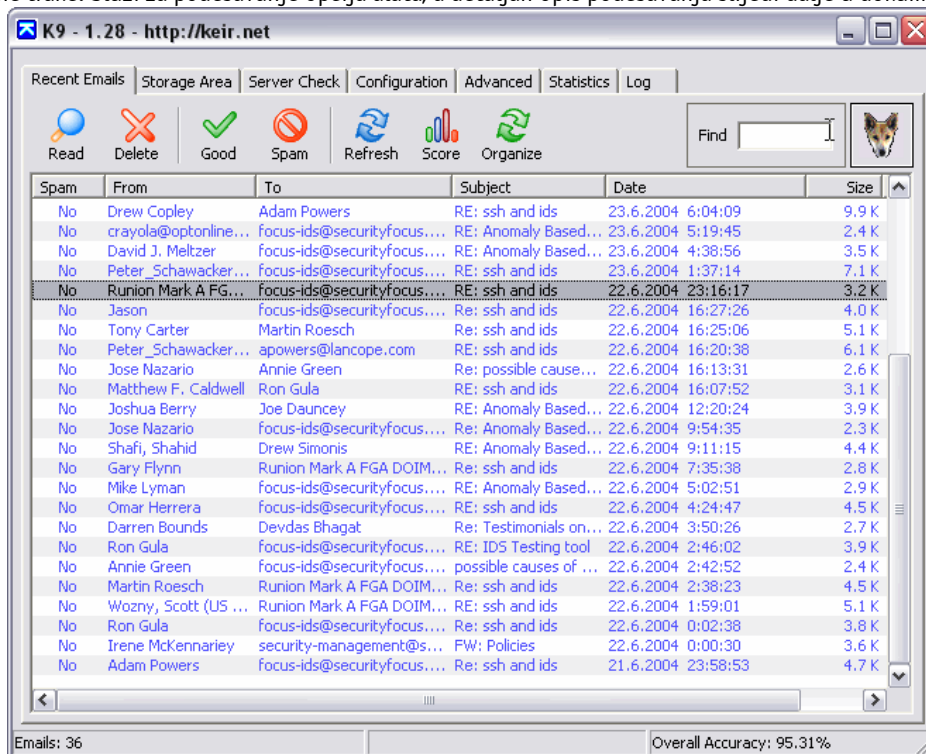 K9 - 1.28 - http://keir.net
Recent Emails Storage Area Server Check Configuration Advanced Statistics Log
Read Delete Good Spam Refresh Score Organize Find
Spam From To Subject Date Size
No Drew Copley Adam Powers RE: ssh and ids 23.6.2004 6:04:09 9.9 K
No crayola@optonline... focus-ids@securityfocus.... RE: Anomaly Based... 23.6.2004 5:19:45 2.4 K
No David J. Meltzer focus-ids@securityfocus.... RE: Anomaly Based... 23.6.2004 4:38:56 3.5 K
No Peter_Schawacker... focus-ids@securityfocus.... RE: ssh and ids 23.6.2004 1:37:14 7.1 K
No Runion Mark A FG... focus-ids@securityfocus.... RE: ssh and ids 22.6.2004 23:16:17 3.2 K
No Jason focus-ids@securityfocus.... Re: ssh and ids 22.6.2004 16:27:26 4.0 K
No Tony Carter Martin Roesch Re: ssh and ids 22.6.2004 16:25:06 5.1 K
No Peter_Schawacker... apowers@lancope.com RE: ssh and ids 22.6.2004 16:20:38 6.1 K
No Jose Nazario Annie Green Re: possible cause... 22.6.2004 16:13:31 2.6 K
No Matthew F. Caldwell Ron Gula RE: ssh and ids 22.6.2004 16:07:52 3.1 K
No Joshua Berry Joe Dauncey RE: Anomaly Based... 22.6.2004 12:20:24 3.9 K
No Jose Nazario focus-ids@securityfocus.... Re: ssh and ids 22.6.2004 9:54:35 2.3 K
No Shafi, Shahid Drew Simonis RE: Anomaly Based... 22.6.2004 9:11:15 4.4 K
No Gary Flynn Runion Mark A FGA DOIM... Re: ssh and ids 22.6.2004 7:35:38 2.8 K
No Mike Lyman focus-ids@securityfocus.... RE: Anomaly Based... 22.6.2004 5:02:51 2.9 K
No Omar Herrera focus-ids@securityfocus.... RE: ssh and ids 22.6.2004 4:24:47 4.5 K
No Darren Bounds Devdas Bhagat Re: Testimonials on... 22.6.2004 3:50:26 2.7 K
No Ron Gula focus-ids@securityfocus.... RE: IDS Testing tool 22.6.2004 2:46:02 3.9 K
No Annie Green focus-ids@securityfocus.... possible causes of ... 22.6.2004 2:42:52 2.4 K
No Martin Roesch Runion Mark A FGA DOIM... Re: ssh and ids 22.6.2004 2:38:23 4.5 K
No Wozny, Scott (US ... Runion Mark A FGA DOIM... RE: ssh and ids 22.6.2004 1:59:01 5.1 K
No Ron Gula focus-ids@securityfocus.... Re: ssh and ids 22.6.2004 0:02:38 3.8 K
No Irene McKennariey security-management@s... FW: Policies 22.6.2004 0:00:30 3.6 K
No Adam Powers focus-ids@securityfocus.... Re: ssh and ids 21.6.2004 23:58:53 4.7 K
Emails: 36 Overall Accuracy: 95.31%